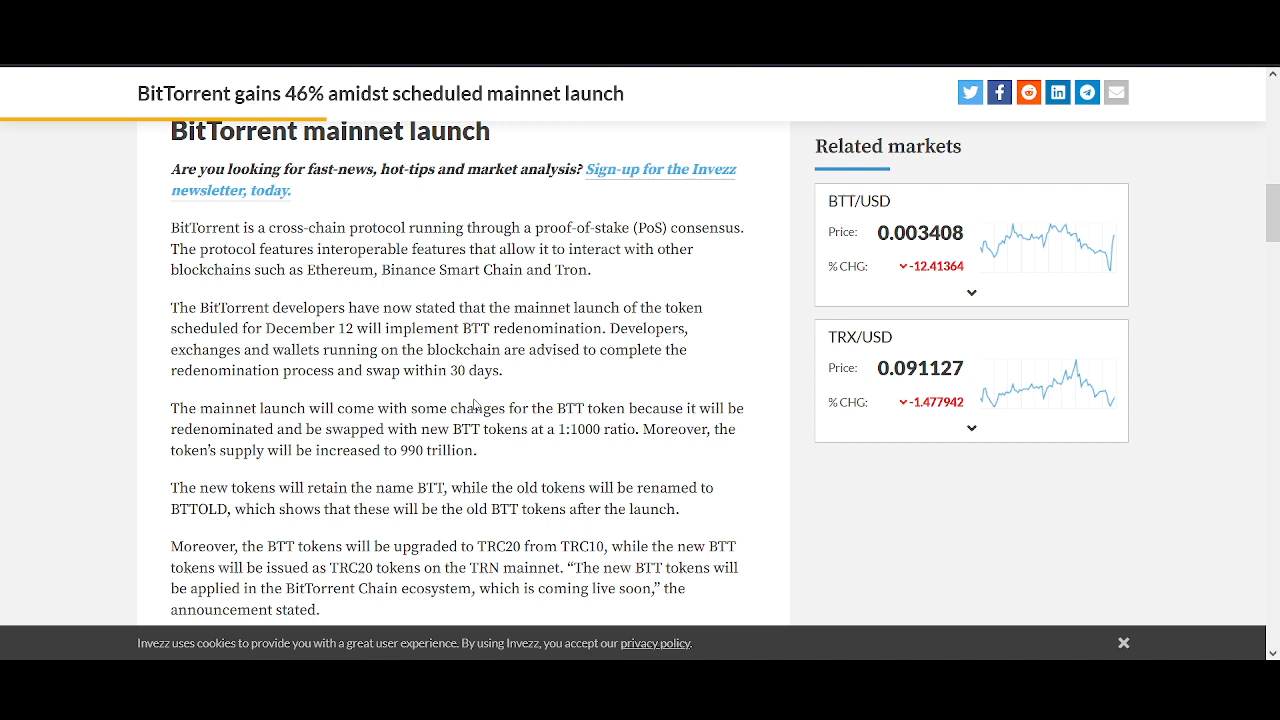 BitTorrent gains 46% amidst scheduled mainnet launch
BitTorrent mainnet launch
Are you looking for fast-news, hot-tips and market analysis? Sign-up for the Invezz
newsletter, today.
BitTorrent is a cross-chain protocol running through a proof-of-stake (PoS) consensus.
The protocol features interoperable features that allow it to interact with other
blockchains such as Ethereum, Binance Smart Chain and Tron.
The BitTorrent developers have now stated that the mainnet launch of the token
scheduled for December 12 will implement BTT redenomination. Developers,
exchanges and wallets running on the blockchain are advised to complete the
redenomination process and swap within 30 days.
The mainnet launch will come with some changes for the BTT token because it will be
redenominated and be swapped with new BTT tokens at a 1:1000 ratio. Moreover, the
token’s supply will be increased to 990 trillion.
The new tokens will retain the name BTT, while the old tokens will be renamed to
BTTOLD, which shows that these will be the old BTT tokens after the launch.
Moreover, the BTT tokens will be upgraded to TRC20 from TRC10, while the new BTT
tokens will be issued as TRC20 tokens on the TRN mainnet. “The new BTT tokens will
be applied in the BitTorrent Chain ecosystem, which is coming live soon,” the
announcement stated.
Related markets
BTT/USD
Price: 0.003408
% CHG: -12.41364
TRX/USD
Price: 0.091127
% CHG: -1.477942
Invezz uses cookies to provide you with a great user experience. By using Invezz, you accept our privacy policy.